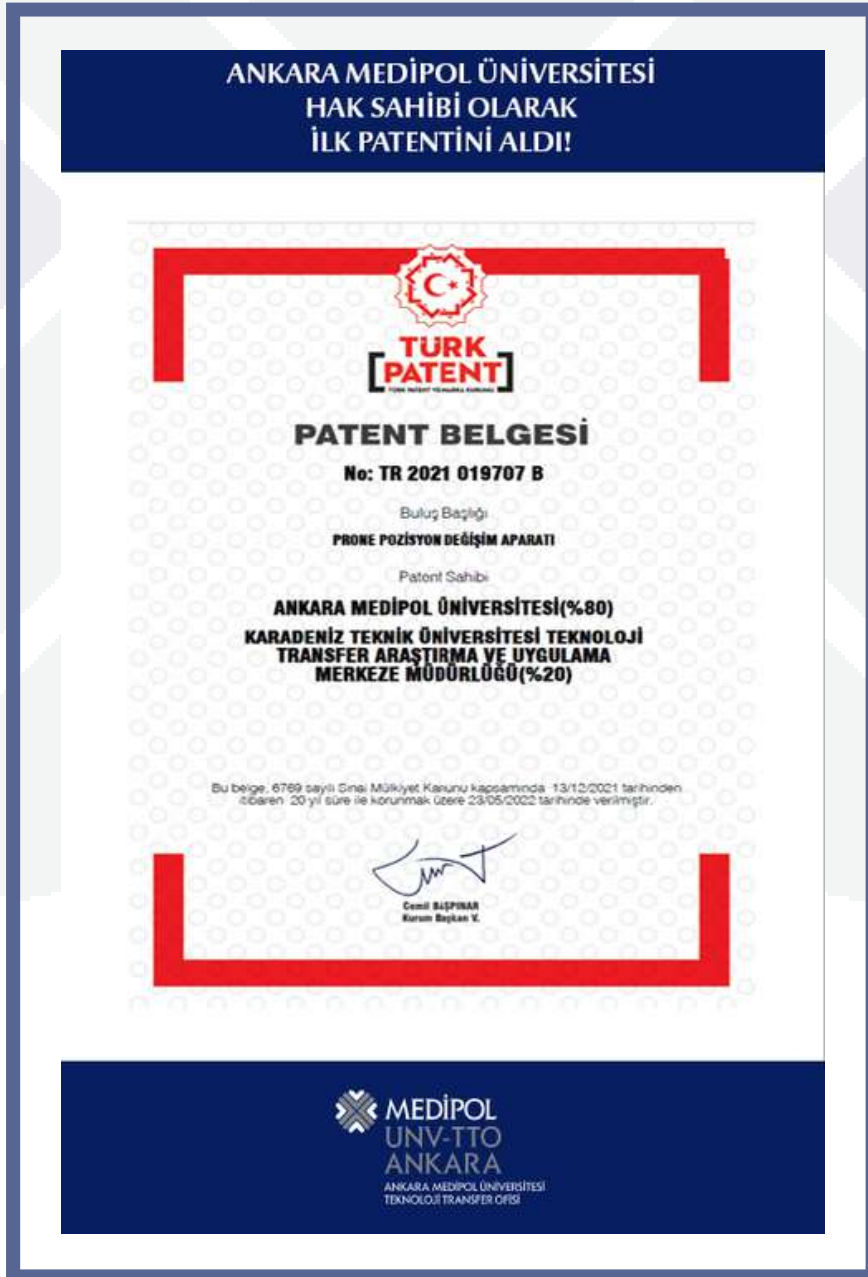 ANKARA MEDİPOL ÜNİVERSİTESİ
HAK SAHİBİ OLARAK
İLK PATENTİNİ ALDI!
TÜRK
PATENT
TÜRK PATENT VE MARKA KURUMU
PATENT BELGESİ
No: TR 2021 019707 B
Buluş Başlığı
PRONE POZİSYON DEĞİŞİM APARATI
Patent Sahibi
ANKARA MEDİPOL ÜNİVERSİTESİ(%80)
KARADENİZ TEKNİK ÜNİVERSİTESİ TEKNOLOJİ
TRANSFER ARAŞTIRMA VE UYGULAMA
MERKEZE MÜDÜRLÜĞÜ(%20)
Bu belge, 6769 sayılı Sınai Mülkiyet Kanunu kapsamında 13/12/2021 tarihinden
itibaren 20 yıl süre ile korunmak üzere 23/05/2022 tarihinde verilmiştir.
Cemil BAŞPINAR
Kurum Başkan V.
MEDİPOL
UNV-TTO
ANKARA
ANKARA MEDİPOL ÜNİVERSİTESİ
TEKNOLOJİ TRANSFER OFİSİ